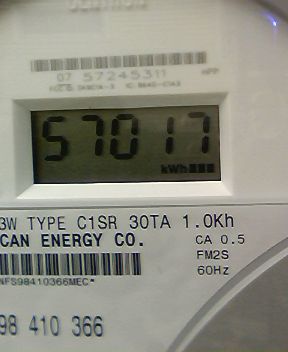 07 57245311
57017
kWh
3W TYPE C1SR 30TA 1.0Kh
CAN ENERGY CO.
CA 0.5
FM2S
60Hz
NFS98410366MEC*
98 410 366